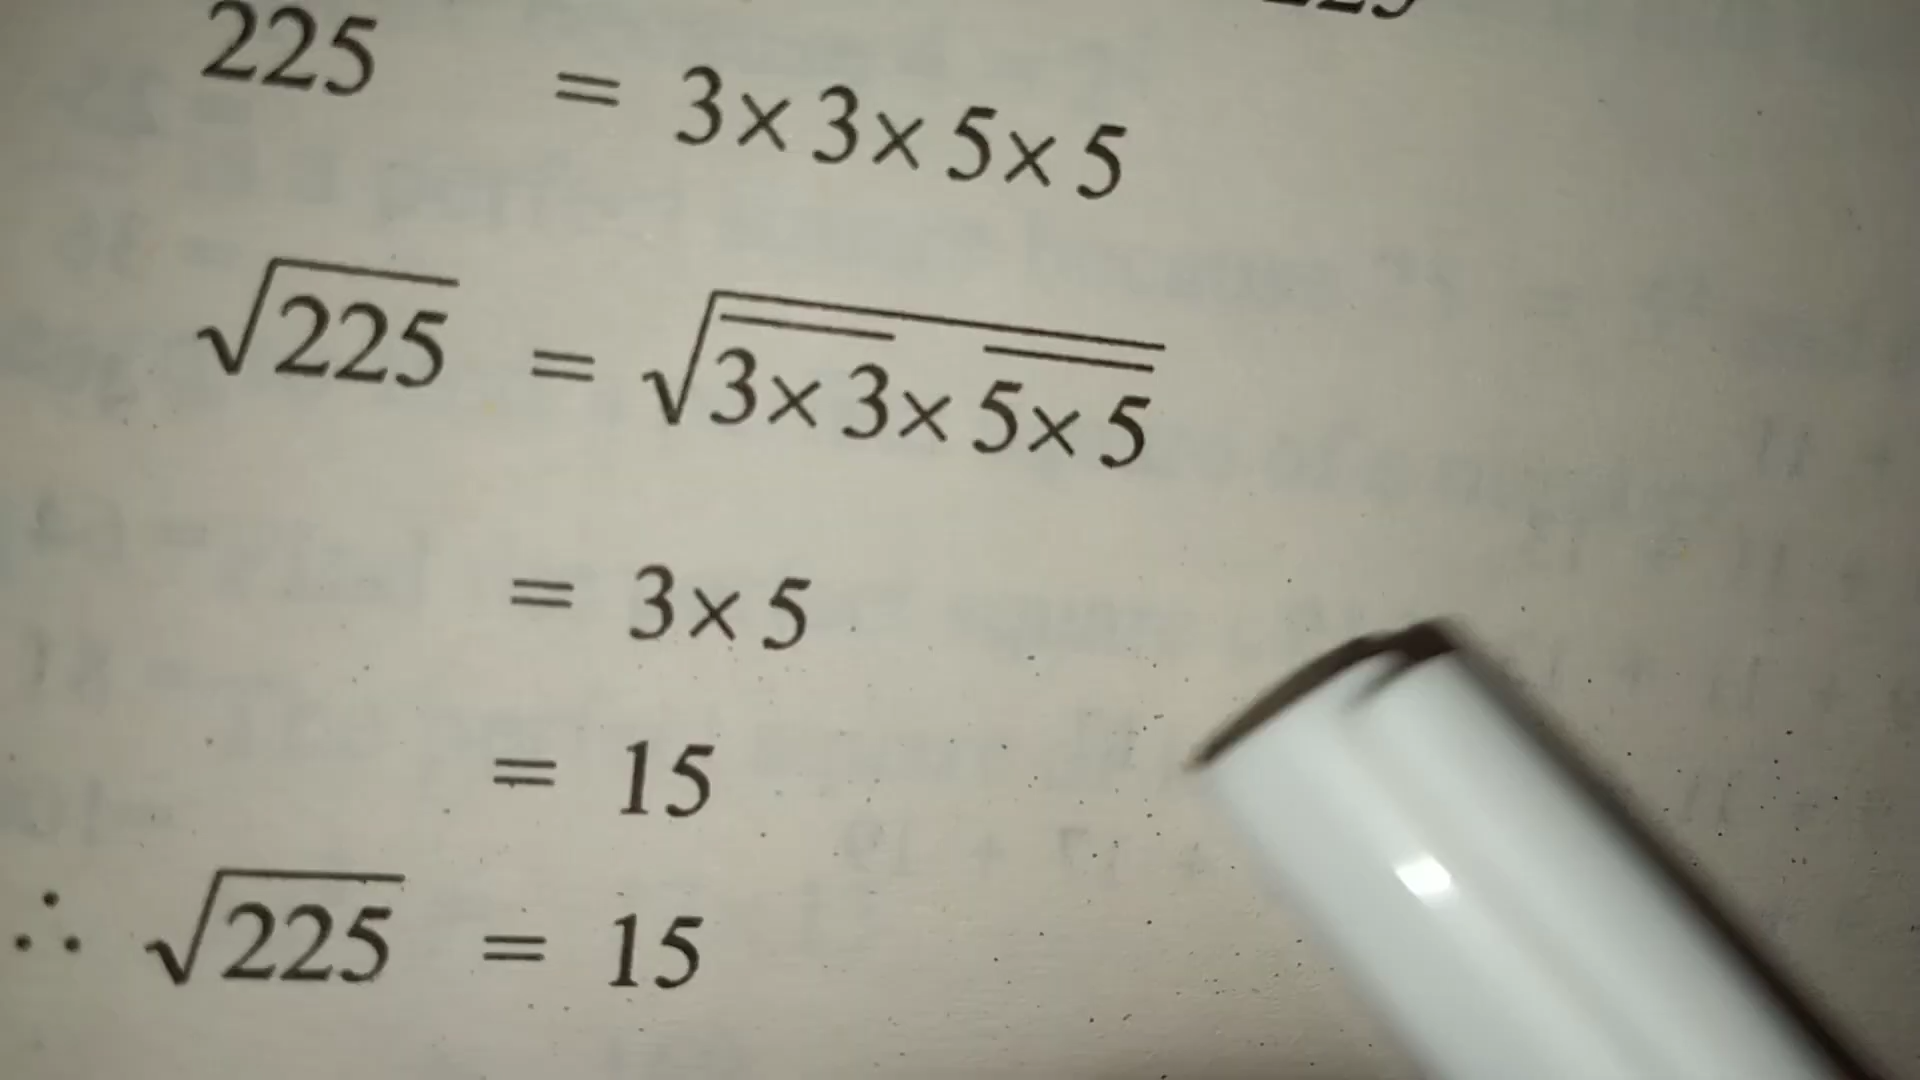 225 = 3×3×5×5
√225 = √3×3×5×5
= 3×5
= 15
∴ √225 = 15